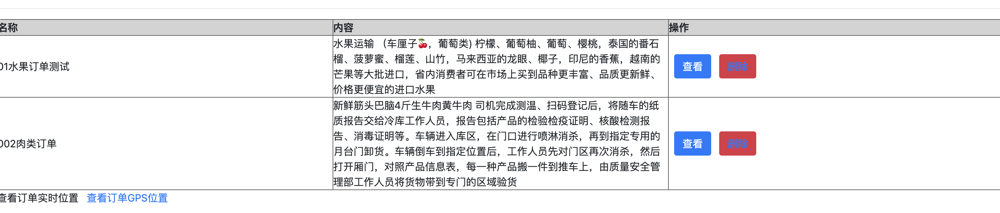 名称 内容 操作
01水果订单测试
水果运输 （车厘子🍒，葡萄类) 柠檬、葡萄柚、葡萄、樱桃，泰国的番石
榴、菠萝蜜、榴莲、山竹，马来西亚的龙眼、椰子，印尼的香蕉，越南的
芒果等大批进口，省内消费者可在市场上买到品种更丰富、品质更新鲜、
价格更便宜的进口水果
查看 删除
002肉类订单
新鲜筋头巴脑4斤生牛肉黄牛肉 司机完成测温、扫码登记后，将随车的纸
质报告交给冷库工作人员，报告包括产品的检验检疫证明、核酸检测报
告、消毒证明等。车辆进入库区，在门口进行喷淋消杀，再到指定专用的
月台门卸货。车辆倒车到指定位置后，工作人员先对门区再次消杀，然后
打开厢门，对照产品信息表，每一种产品搬一件到推车上，由质量安全管
理部工作人员将货物带到专门的区域验货
查看 删除
查看订单实时位置 查看订单GPS位置